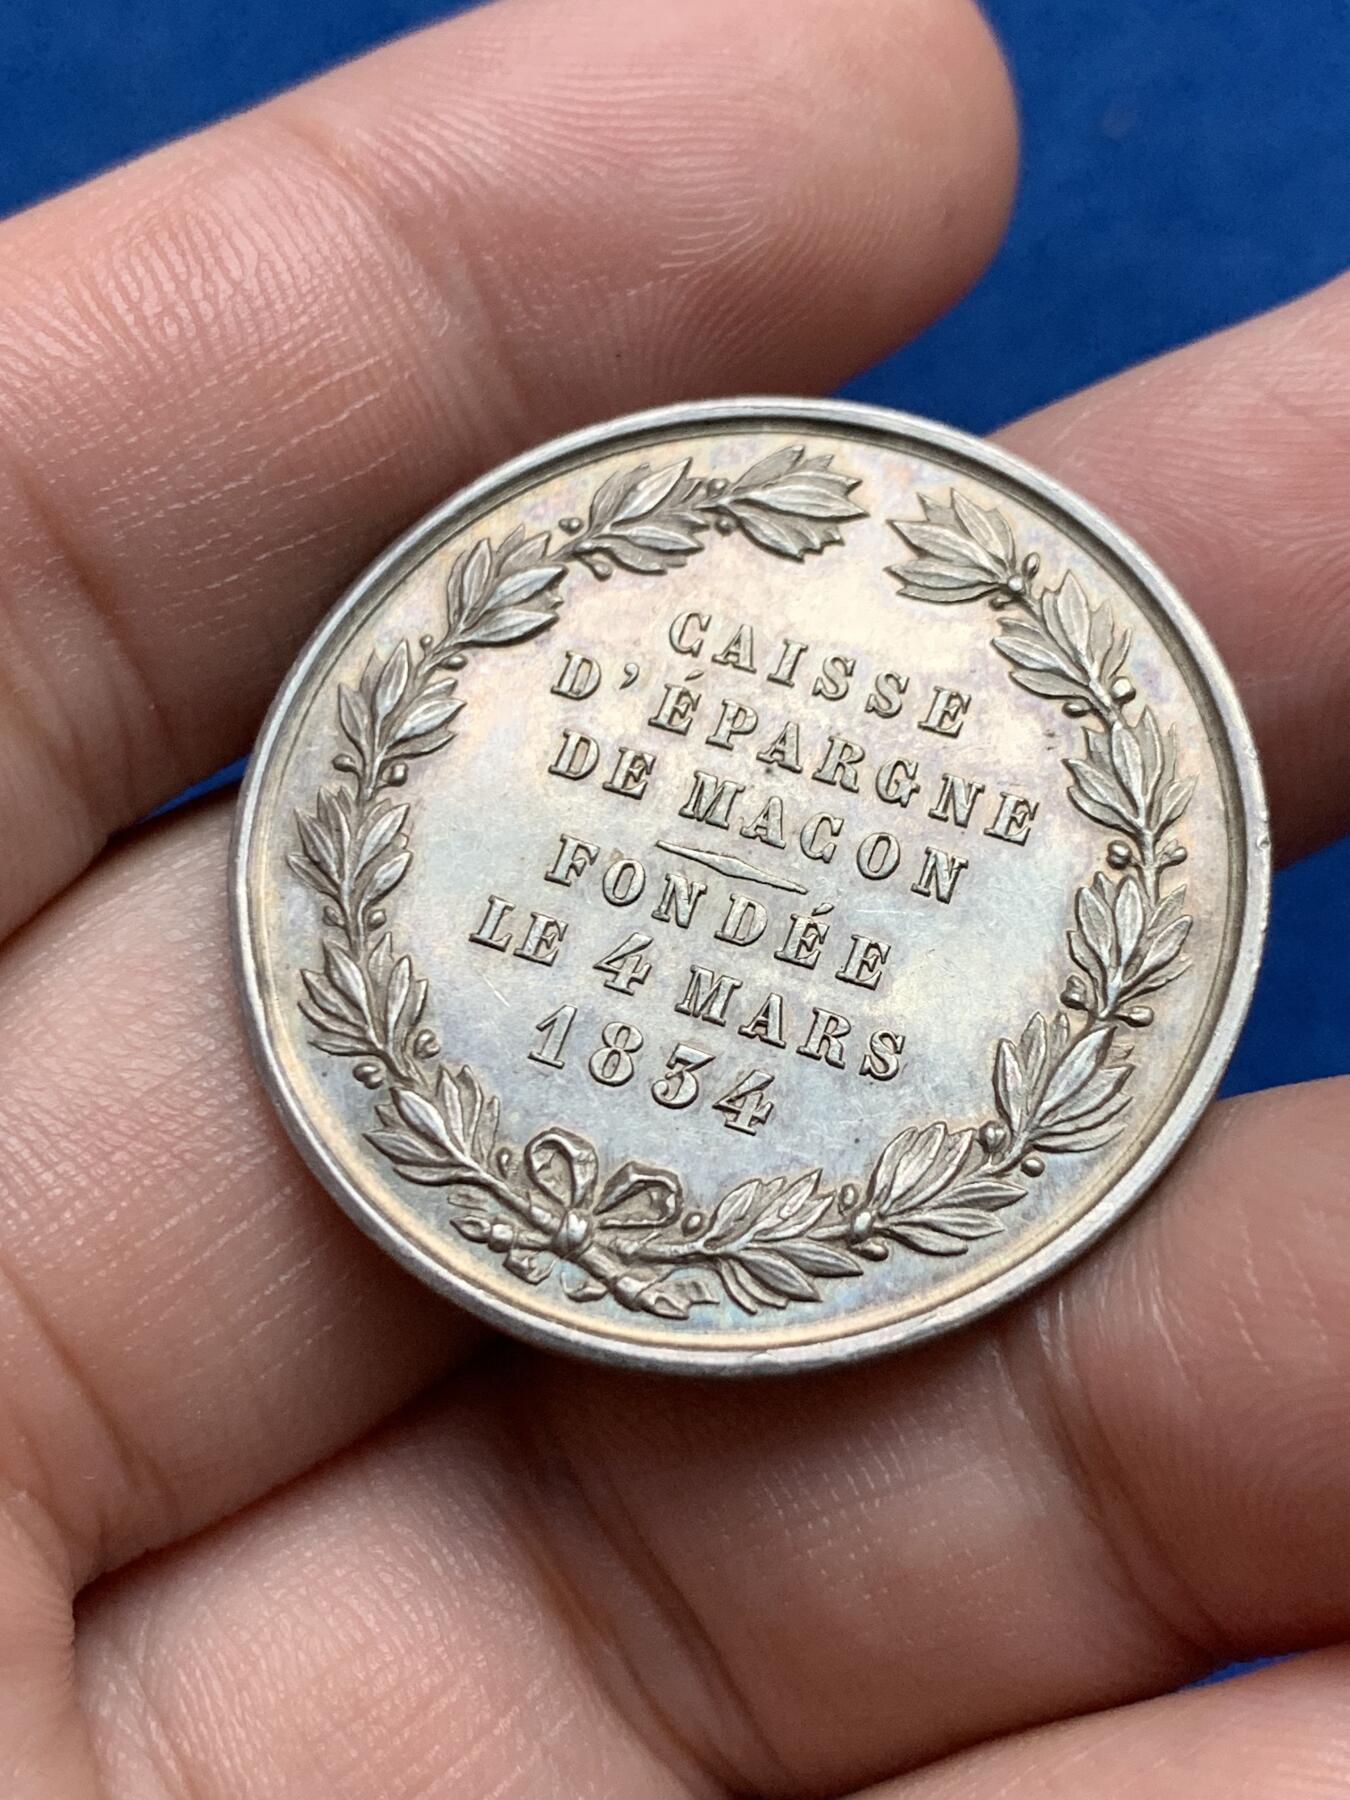 CAISSE
D'ÉPARGNE
DE MACON
FONDÉE
LE 4 MARS
1834